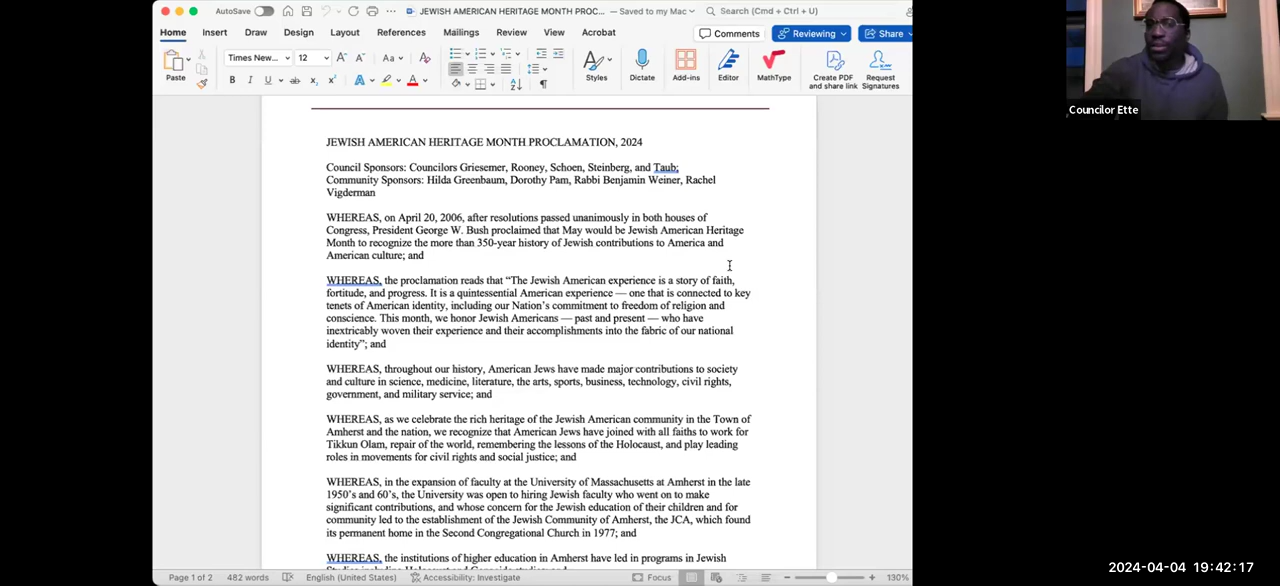 AutoSave
JEWISH AMERICAN HERITAGE MONTH PROC... — Saved to my Mac
Search (Cmd + Ctrl + U)
Home Insert Draw Design Layout References Mailings Review View Acrobat
Comments Reviewing Share
Paste
Times New... 12
Aa
B I U ab x₂ x² A A
Styles Dictate Add-ins Editor MathType
Create PDF and share link
Request Signatures
JEWISH AMERICAN HERITAGE MONTH PROCLAMATION, 2024
Council Sponsors: Councilors Griesemer, Rooney, Schoen, Steinberg, and Taub;
Community Sponsors: Hilda Greenbaum, Dorothy Pam, Rabbi Benjamin Weiner, Rachel
Vigderman
WHEREAS, on April 20, 2006, after resolutions passed unanimously in both houses of
Congress, President George W. Bush proclaimed that May would be Jewish American Heritage
Month to recognize the more than 350-year history of Jewish contributions to America and
American culture; and
WHEREAS, the proclamation reads that “The Jewish American experience is a story of faith,
fortitude, and progress. It is a quintessential American experience — one that is connected to key
tenets of American identity, including our Nation’s commitment to freedom of religion and
conscience. This month, we honor Jewish Americans — past and present — who have
inextricably woven their experience and their accomplishments into the fabric of our national
identity”; and
WHEREAS, throughout our history, American Jews have made major contributions to society
and culture in science, medicine, literature, the arts, sports, business, technology, civil rights,
government, and military service; and
WHEREAS, as we celebrate the rich heritage of the Jewish American community in the Town of
Amherst and the nation, we recognize that American Jews have joined with all faiths to work for
Tikkun Olam, repair of the world, remembering the lessons of the Holocaust, and play leading
roles in movements for civil rights and social justice; and
WHEREAS, in the expansion of faculty at the University of Massachusetts at Amherst in the late
1950’s and 60’s, the University was open to hiring Jewish faculty who went on to make
significant contributions, and whose concern for the Jewish education of their children and for
community led to the establishment of the Jewish Community of Amherst, the JCA, which found
its permanent home in the Second Congregational Church in 1977; and
WHEREAS, the institutions of higher education in Amherst have led in programs in Jewish
Page 1 of 2 482 words English (United States) Accessibility: Investigate Focus 130%
Councilor Ette
2024-04-04 19:42:17